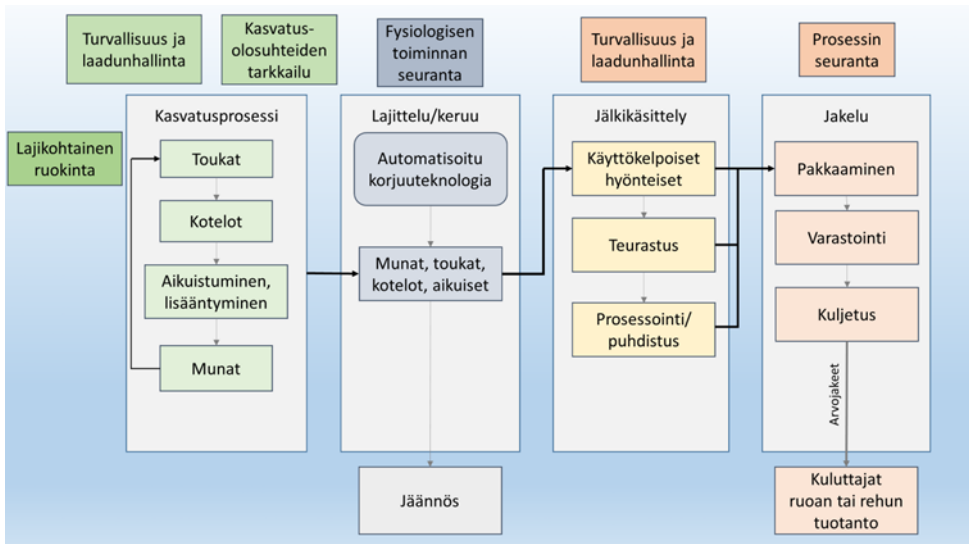 Turvallisuus ja
laadunhallinta
Kasvatus-
olosuhteiden
tarkkailu
Fysiologisen
toiminnan
seuranta
Turvallisuus ja
laadunhallinta
Prosessin
seuranta
Lajikohtainen
ruokinta
Kasvatusprosessi
Toukat
Kotelot
Aikuistuminen,
lisääntyminen
Munat
Lajittelu/keruu
Automatisoitu
korjuuteknologia
Munat, toukat,
kotelot, aikuiset
Jäännös
Jälkikäsittely
Käyttökelpoiset
hyönteiset
Teurastus
Prosessointi/
puhdistus
Jakelu
Pakkaaminen
Varastointi
Kuljetus
Arvojakeet
Kuluttajat
ruoan tai rehun
tuotanto